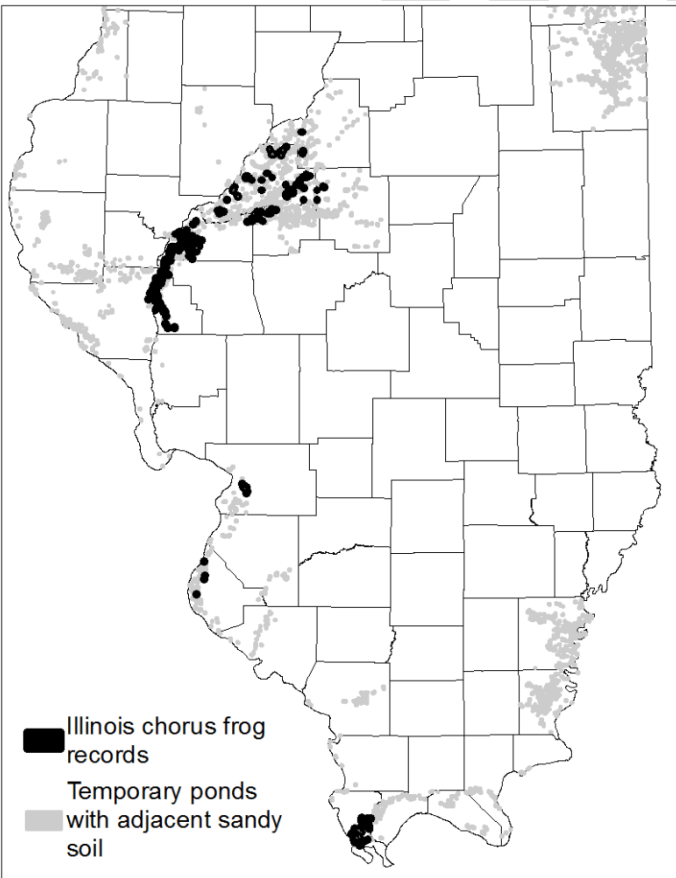 Illinois chorus frog
records
Temporary ponds
with adjacent sandy
soil